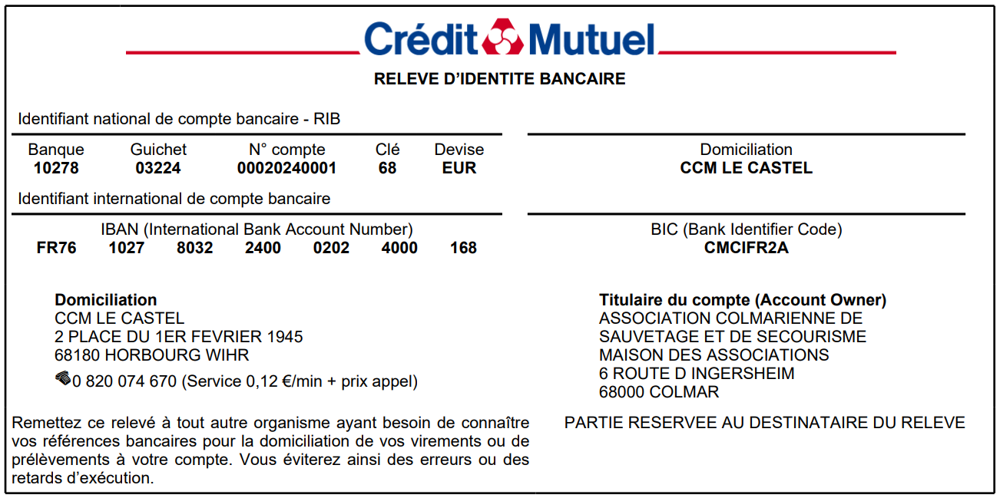 Crédit Mutuel
RELEVE D’IDENTITE BANCAIRE
Identifiant national de compte bancaire - RIB
Banque Guichet N° compte Clé Devise
10278 03224 00020240001 68 EUR
Domiciliation
CCM LE CASTEL
Identifiant international de compte bancaire
IBAN (International Bank Account Number)
FR76 1027 8032 2400 0202 4000 168
BIC (Bank Identifier Code)
CMCIFR2A
Domiciliation
CCM LE CASTEL
2 PLACE DU 1ER FEVRIER 1945
68180 HORBOURG WIHR
0 820 074 670 (Service 0,12 €/min + prix appel)
Titulaire du compte (Account Owner)
ASSOCIATION COLMARIENNE DE
SAUVETAGE ET DE SECOURISME
MAISON DES ASSOCIATIONS
6 ROUTE D INGERSHEIM
68000 COLMAR
Remettez ce relevé à tout autre organisme ayant besoin de connaître
vos références bancaires pour la domiciliation de vos virements ou de
prélèvements à votre compte. Vous éviterez ainsi des erreurs ou des
retards d’exécution.
PARTIE RESERVEE AU DESTINATAIRE DU RELEVE